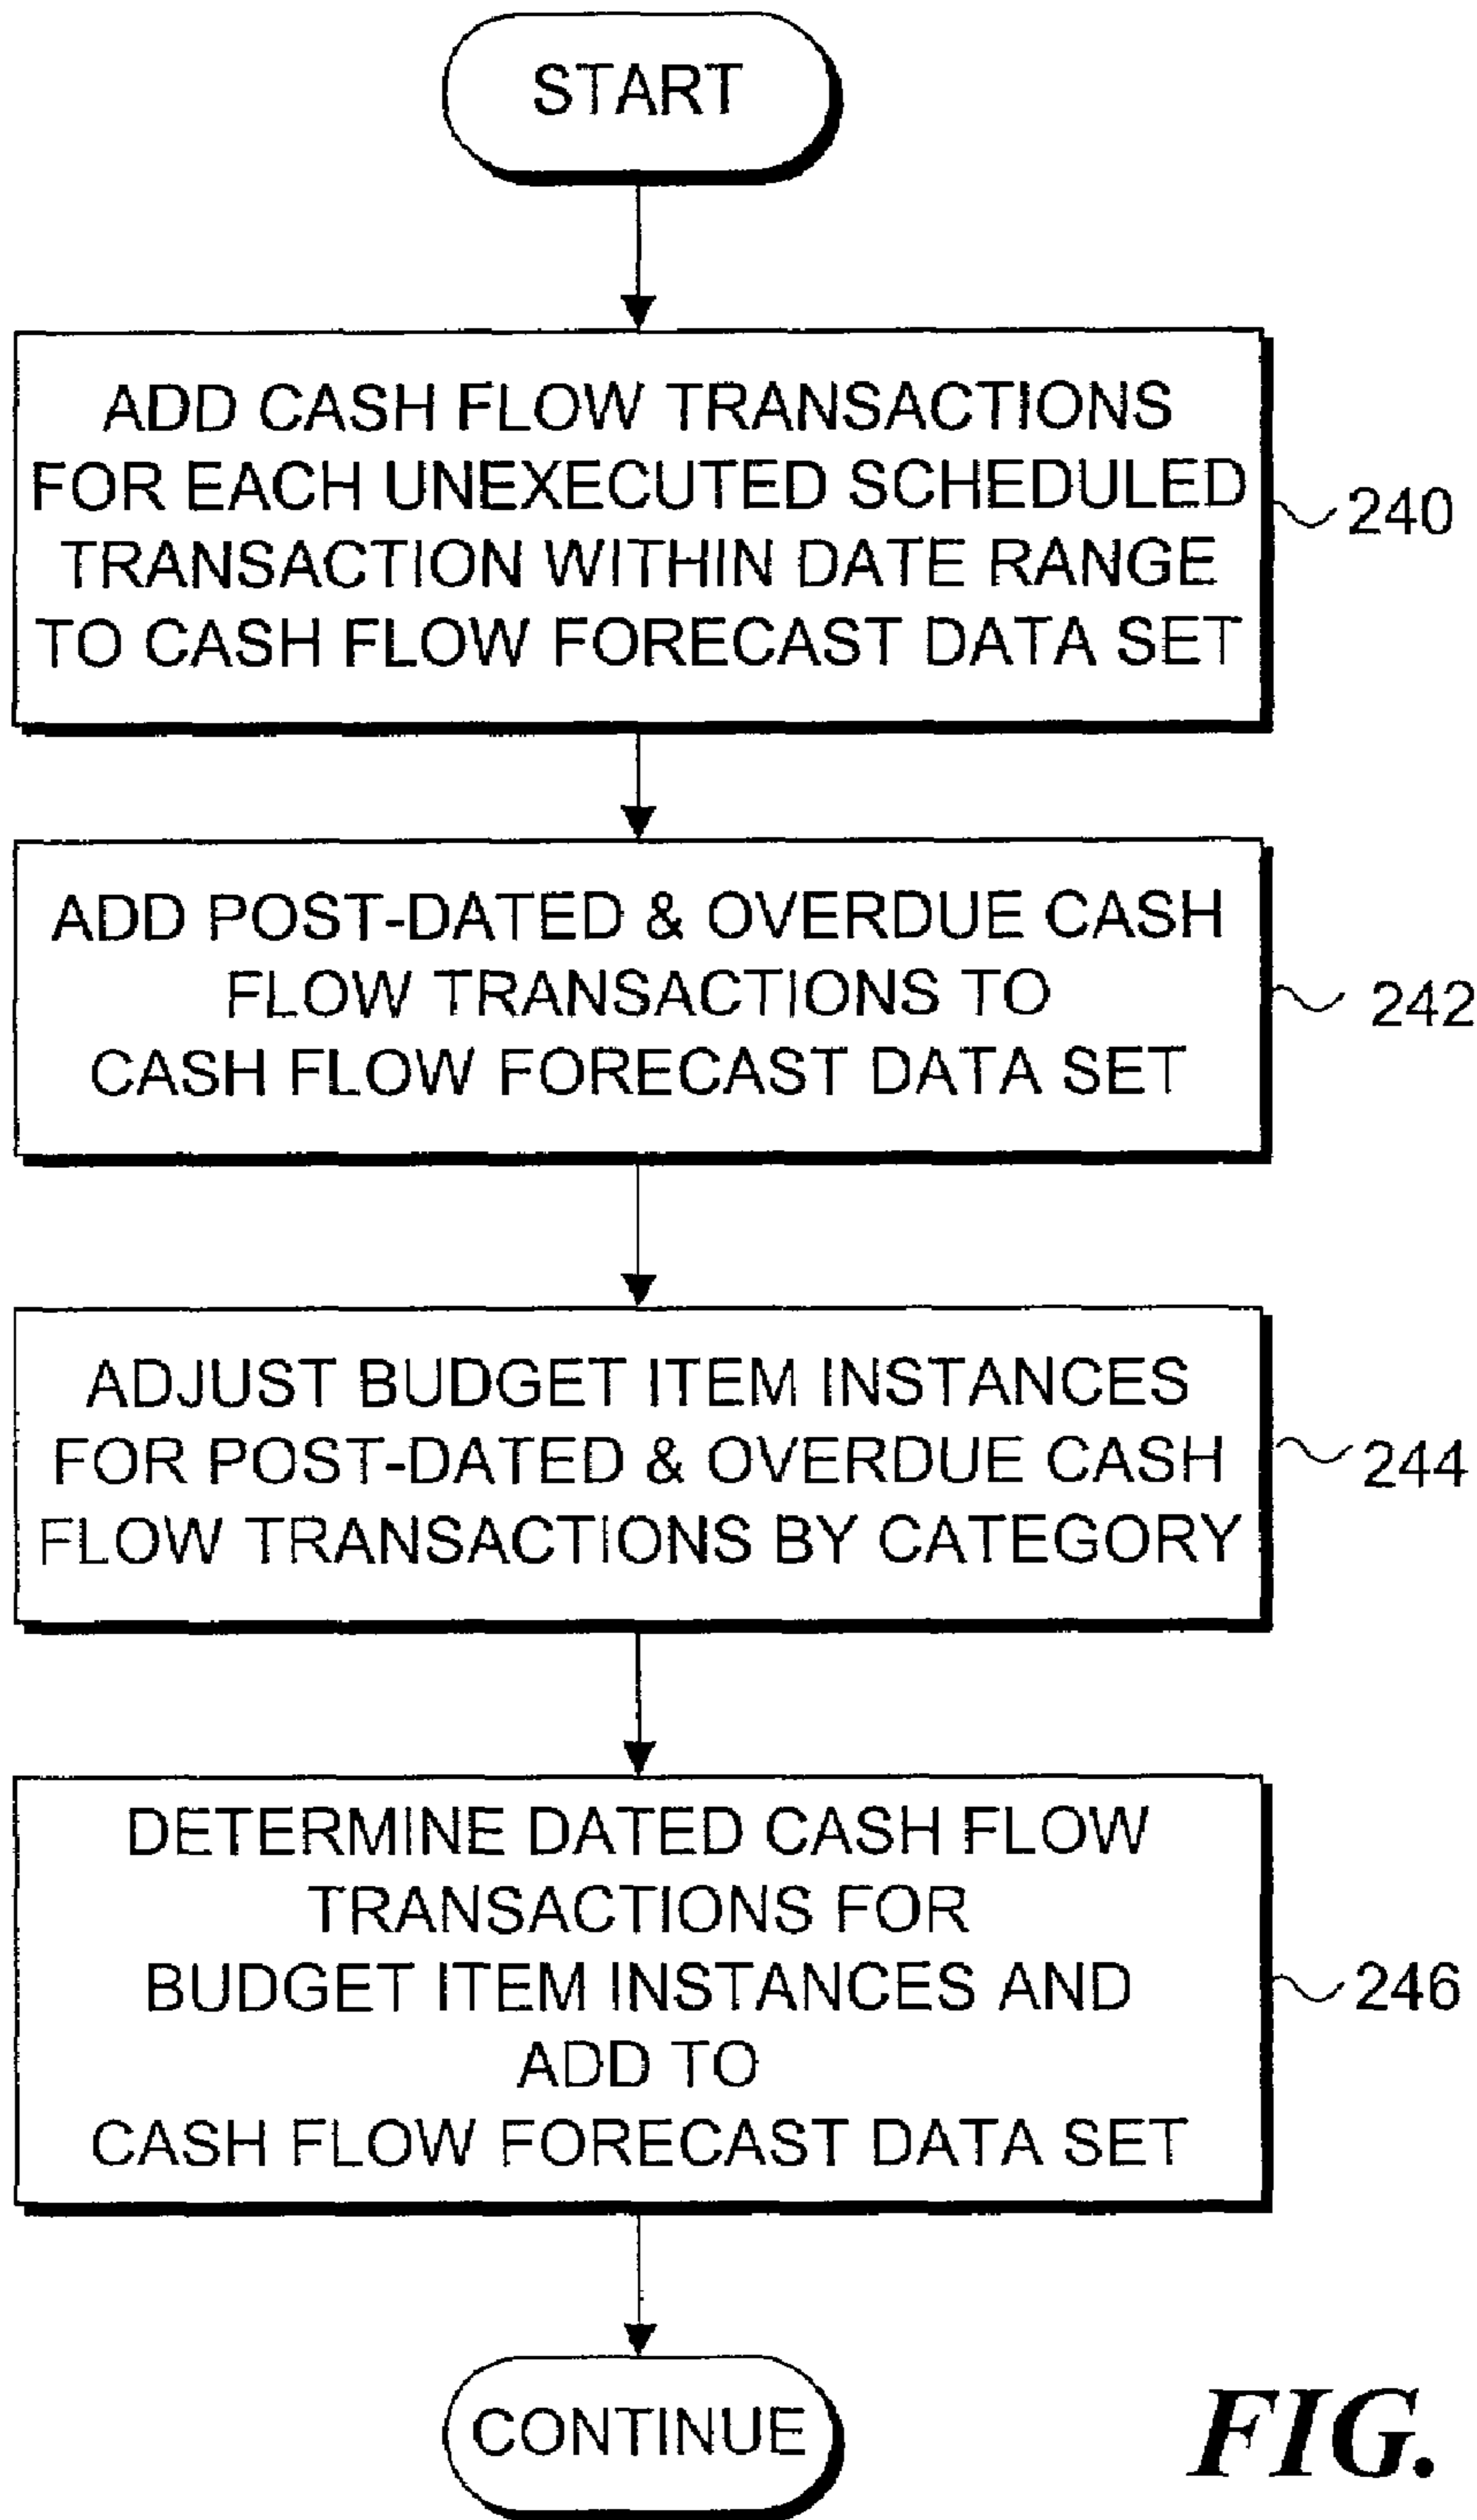 START
ADD CASH FLOW TRANSACTIONS
FOR EACH UNEXECUTED SCHEDULED
TRANSACTION WITHIN DATE RANGE
TO CASH FLOW FORECAST DATA SET
240
ADD POST-DATED & OVERDUE CASH
FLOW TRANSACTIONS TO
CASH FLOW FORECAST DATA SET
242
ADJUST BUDGET ITEM INSTANCES
FOR POST-DATED & OVERDUE CASH
FLOW TRANSACTIONS BY CATEGORY
244
DETERMINE DATED CASH FLOW
TRANSACTIONS FOR
BUDGET ITEM INSTANCES AND
ADD TO
CASH FLOW FORECAST DATA SET
246
CONTINUE
FIG.